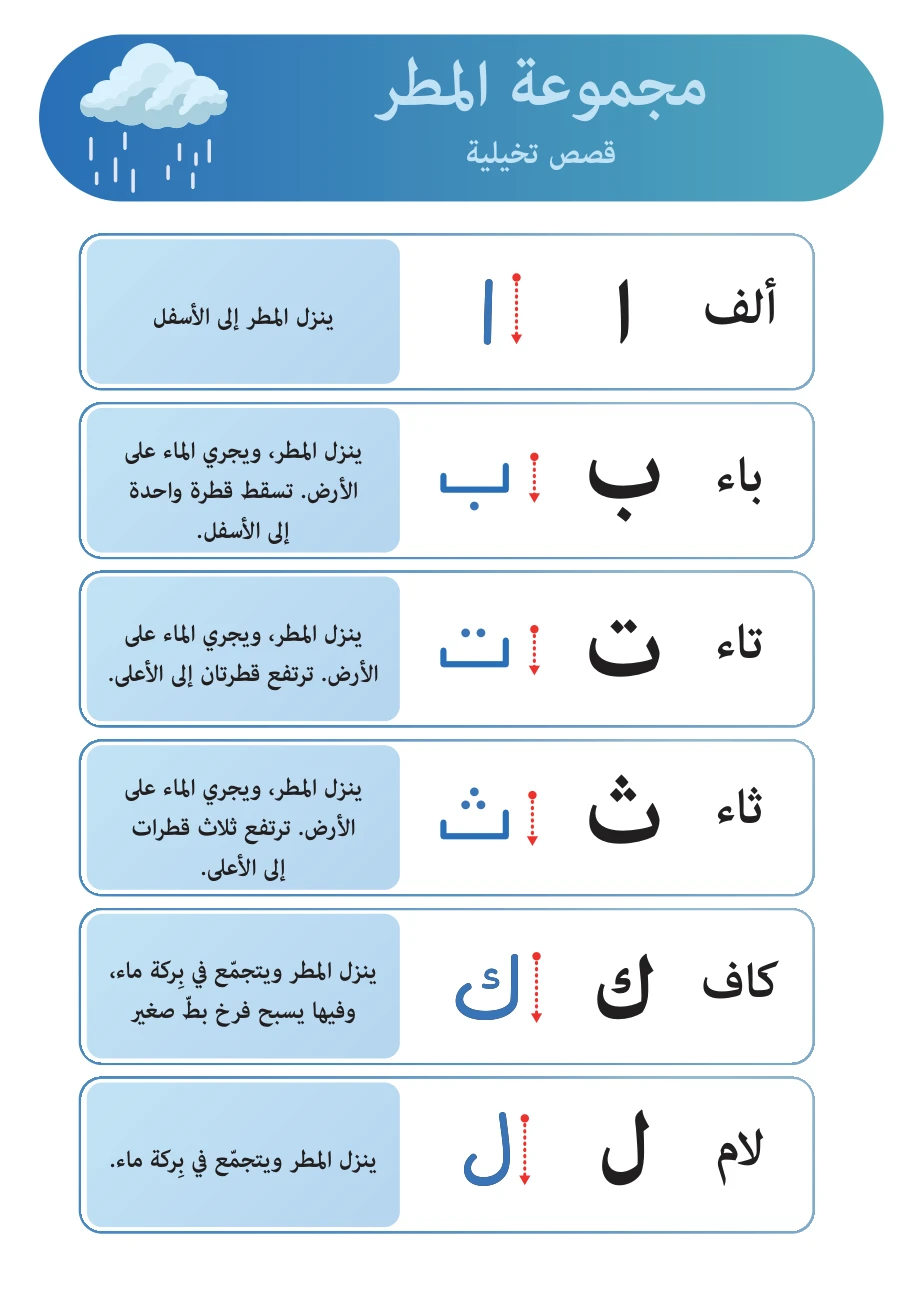 مجموعة المطر
قصص تخيلية
ألف
ا
ا
ينزل المطر إلى الأسفل
باء
ب
ب
ينزل المطر، ويجري الماء على
الأرض. تسقط قطرة واحدة
إلى الأسفل.
تاء
ت
ت
ينزل المطر، ويجري الماء على
الأرض. ترتفع قطرتان إلى الأعلى.
ثاء
ث
ث
ينزل المطر، ويجري الماء على
الأرض. ترتفع ثلاث قطرات
إلى الأعلى.
كاف
ك
ك
ينزل المطر ويتجمّع في بِركة ماء،
وفيها يسبح فرخ بطّ صغير
لام
ل
ل
ينزل المطر ويتجمّع في بِركة ماء.